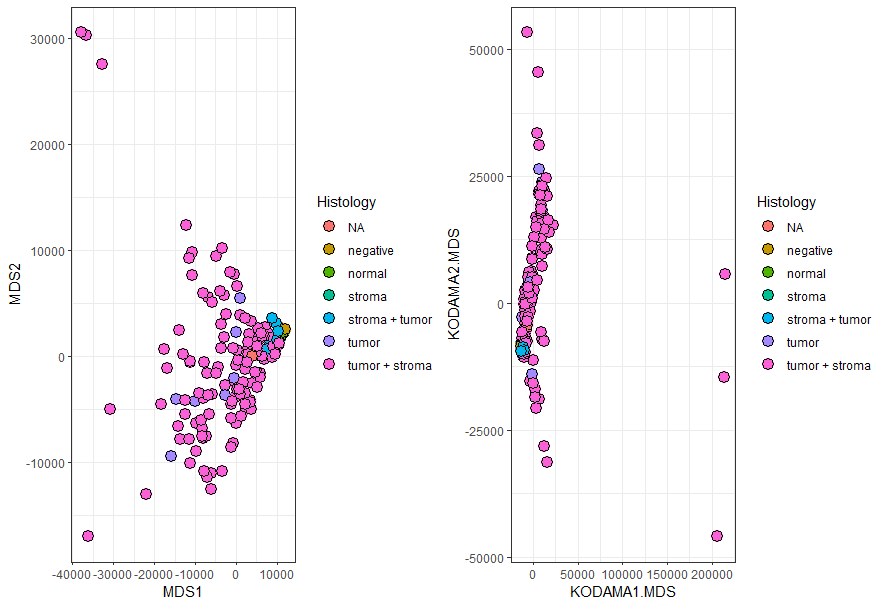 MDS2
30000
20000
10000
0
-10000
-40000 -30000 -20000 -10000 0 10000
MDS1
Histology
NA
negative
normal
stroma
stroma + tumor
tumor
tumor + stroma
KODAMA2.MDS
50000
25000
0
-25000
-50000
0 50000 100000 150000 200000
KODAMA1.MDS
Histology
NA
negative
normal
stroma
stroma + tumor
tumor
tumor + stroma